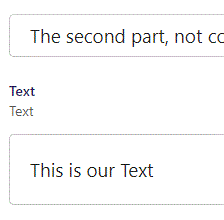 The second part, not co
Text
Text
This is our Text